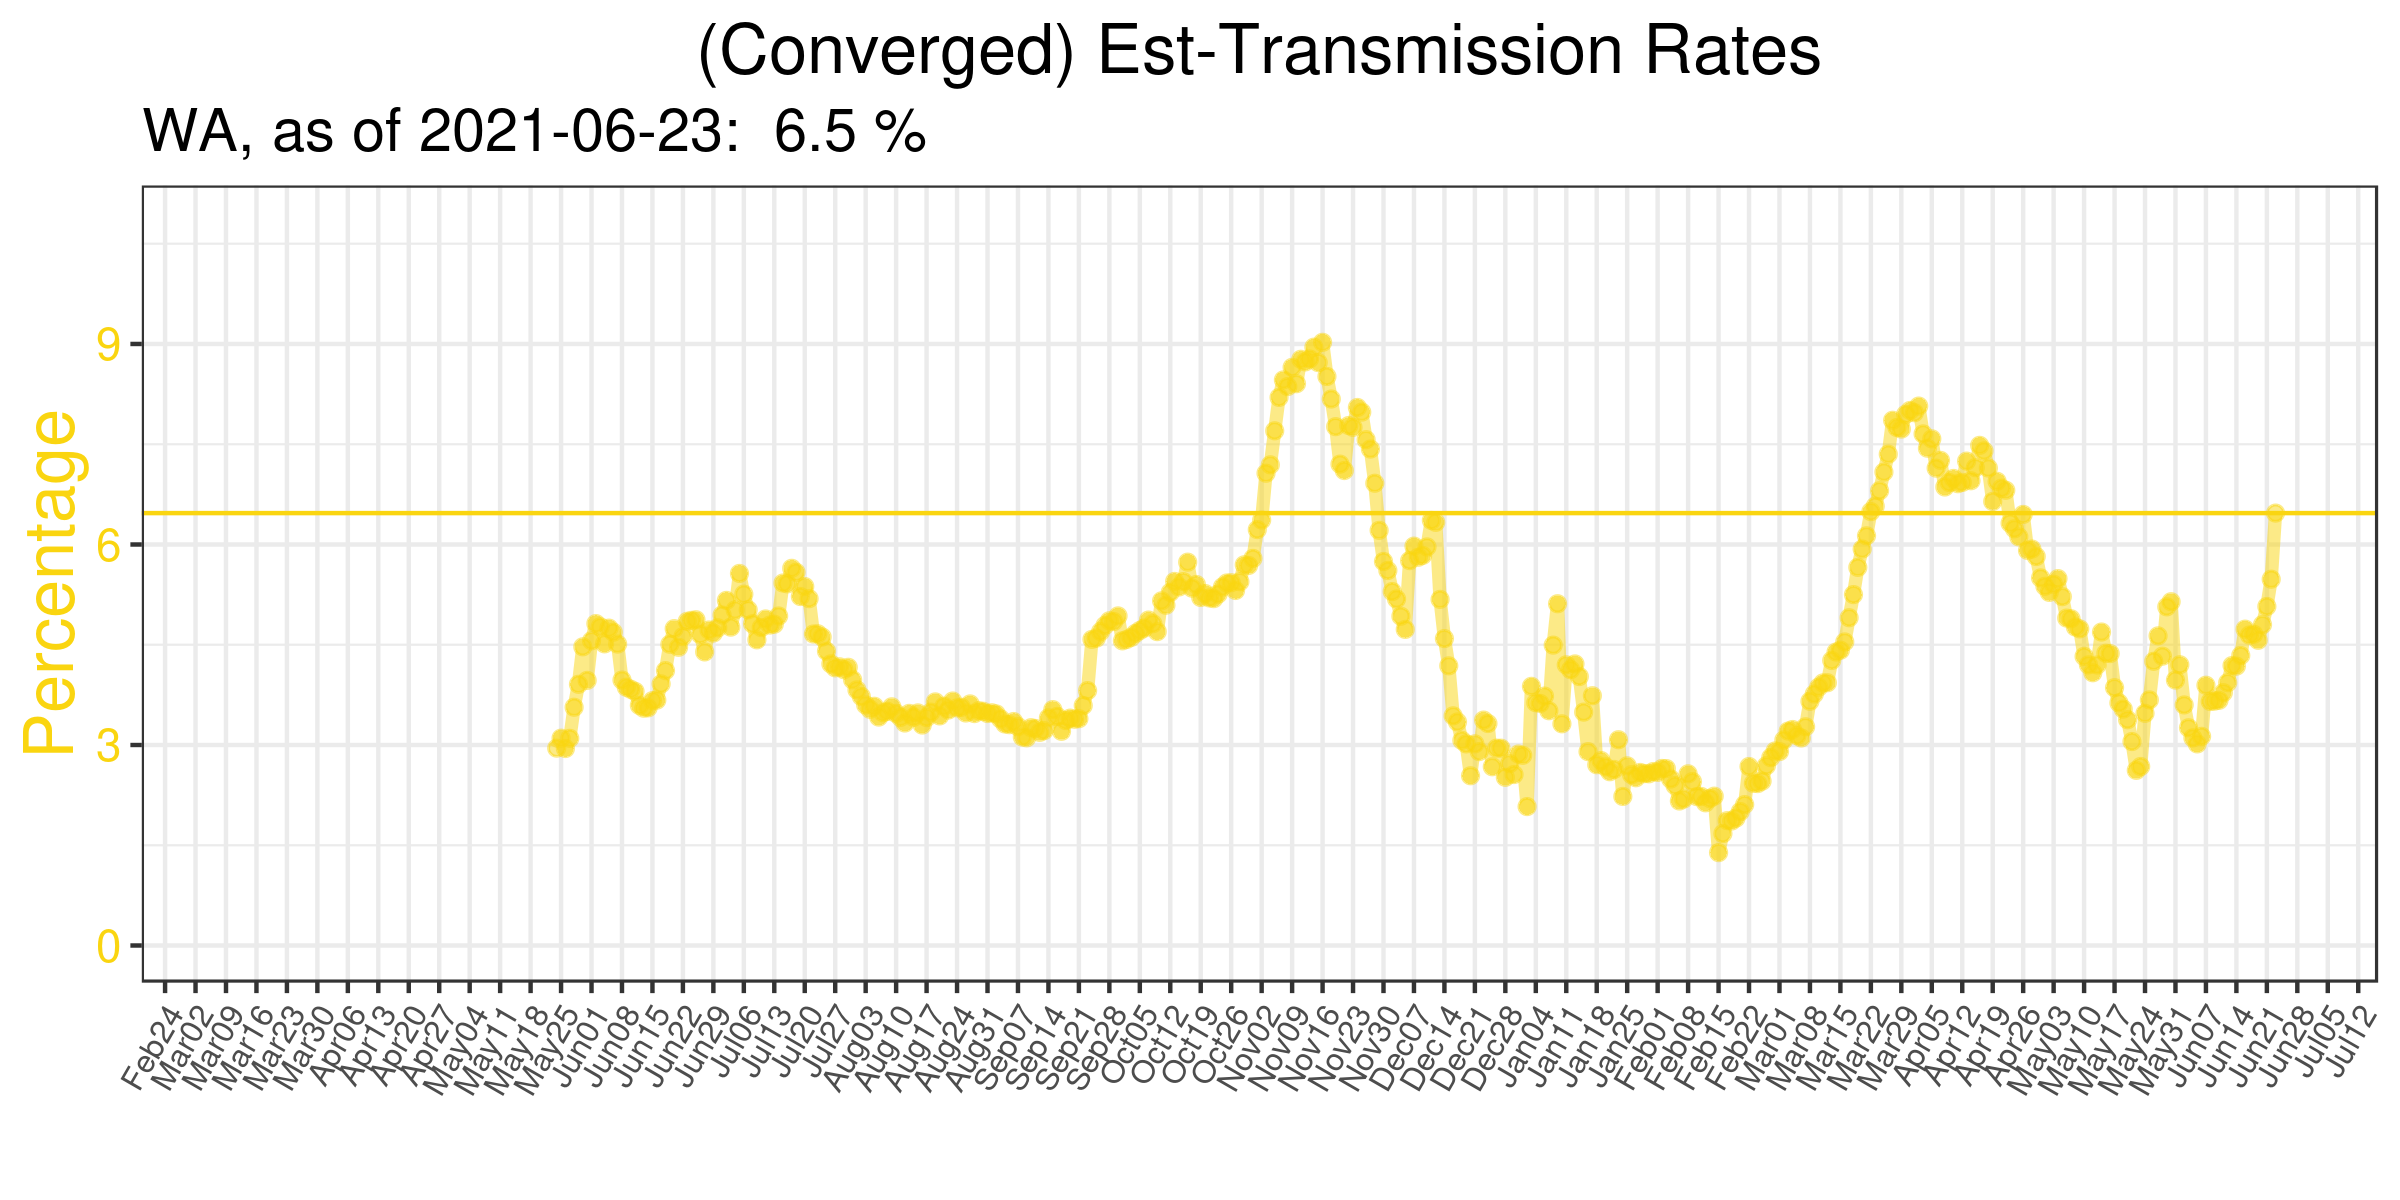 (Converged) Est-Transmission Rates
WA, as of 2021-06-23:  6.5 %
Percentage
9
6
3
0
Feb24
Mar02
Mar09
Mar16
Mar23
Mar30
Apr06
Apr13
Apr20
Apr27
May04
May11
May18
May25
Jun01
Jun08
Jun15
Jun22
Jun29
Jul06
Jul13
Jul20
Jul27
Aug03
Aug10
Aug17
Aug24
Aug31
Sep07
Sep14
Sep21
Sep28
Oct05
Oct12
Oct19
Oct26
Nov02
Nov09
Nov16
Nov23
Nov30
Dec07
Dec14
Dec21
Dec28
Jan04
Jan11
Jan18
Jan25
Feb01
Feb08
Feb15
Feb22
Mar01
Mar08
Mar15
Mar22
Mar29
Apr05
Apr12
Apr19
Apr26
May03
May10
May17
May24
May31
Jun07
Jun14
Jun21
Jun28
Jul05
Jul12